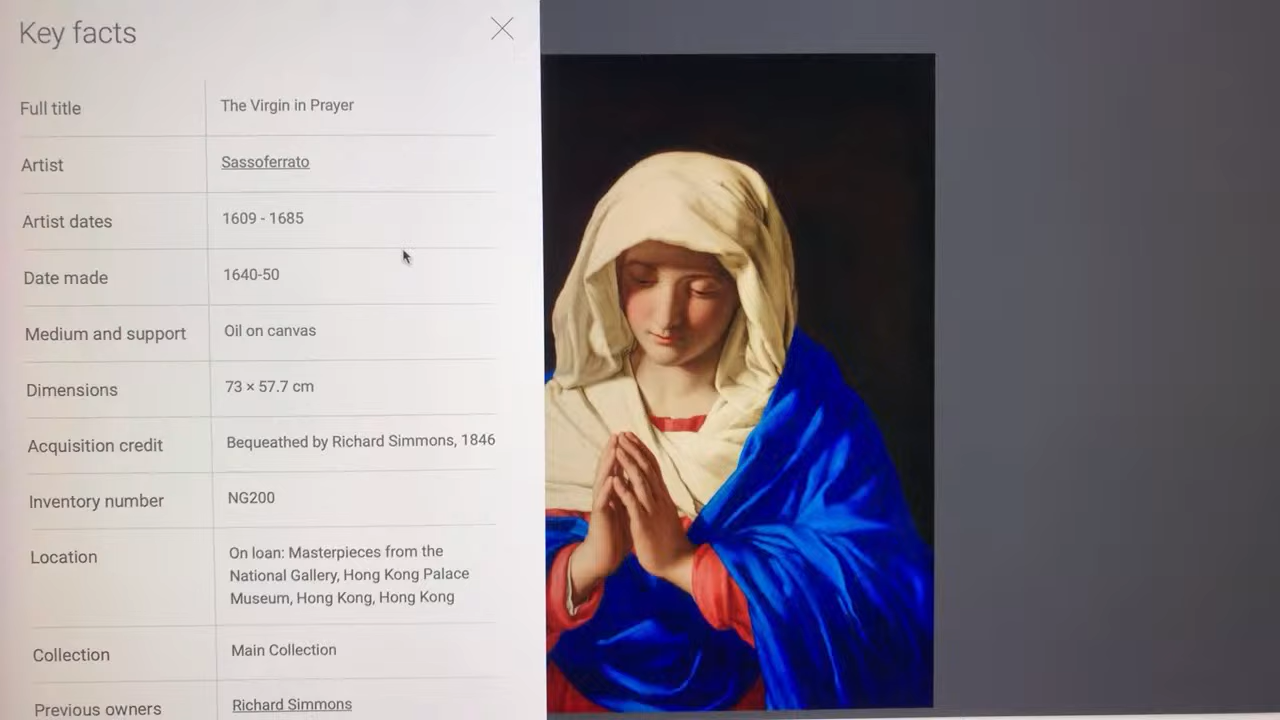 Key facts
Full title The Virgin in Prayer
Artist Sassoferrato
Artist dates 1609 - 1685
Date made 1640-50
Medium and support Oil on canvas
Dimensions 73 × 57.7 cm
Acquisition credit Bequeathed by Richard Simmons, 1846
Inventory number NG200
Location On loan: Masterpieces from the
National Gallery, Hong Kong Palace
Museum, Hong Kong, Hong Kong
Collection Main Collection
Previous owners Richard Simmons